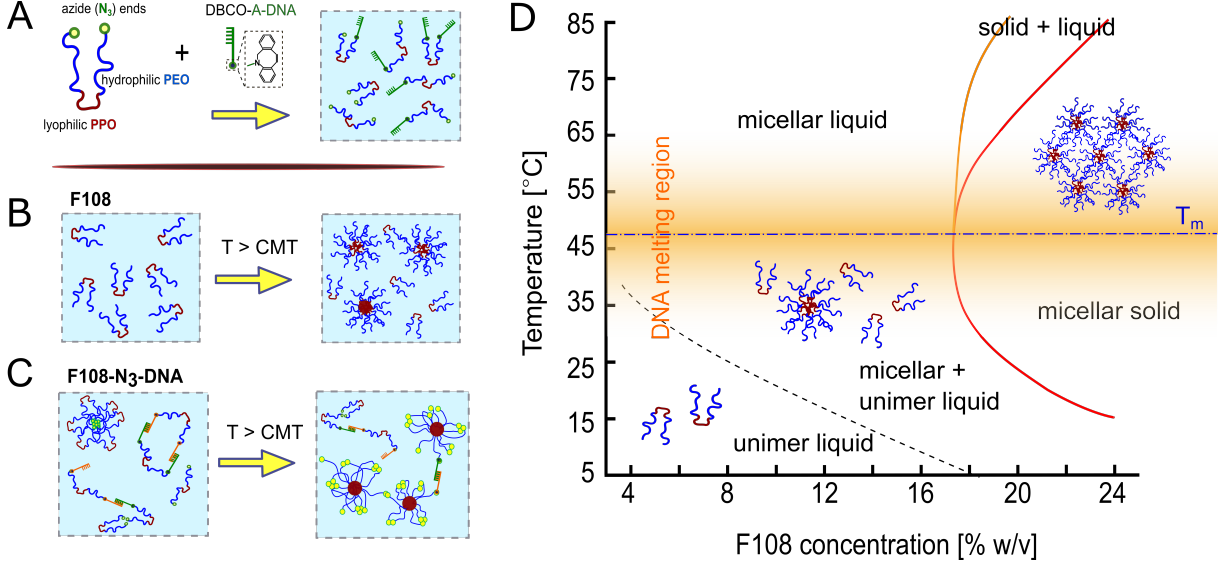 A
azide (N3) ends
DBCO-A-DNA
+
N
hydrophilic PEO
lyophilic PPO
B
F108
T > CMT
C
F108-N3-DNA
T > CMT
D
solid + liquid
micellar liquid
DNA melting region
Tm
micellar solid
micellar +
unimer liquid
unimer liquid
Temperature [°C]
85
75
65
55
45
35
25
15
5
4 8 12 16 20 24
F108 concentration [% w/v]